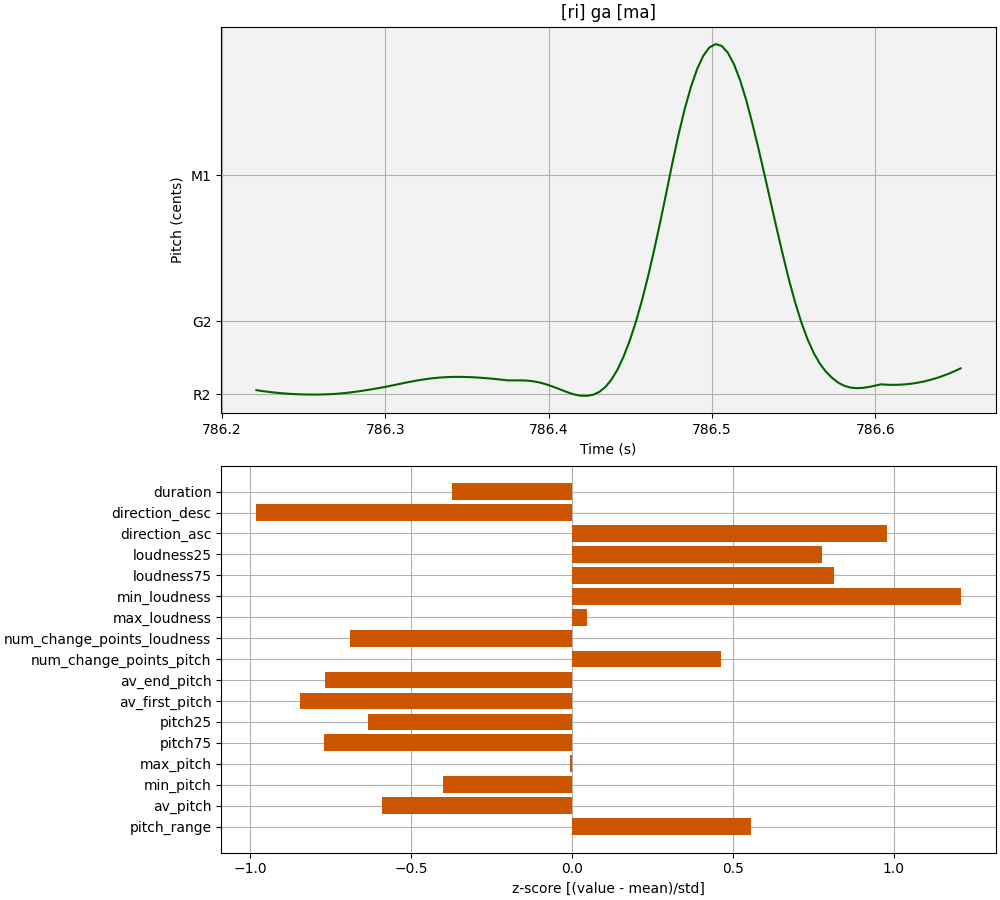 [ri] ga [ma]
Pitch (cents)
M1
G2
R2
786.2 786.3 786.4 786.5 786.6
Time (s)
duration
direction_desc
direction_asc
loudness25
loudness75
min_loudness
max_loudness
num_change_points_loudness
num_change_points_pitch
av_end_pitch
av_first_pitch
pitch25
pitch75
max_pitch
min_pitch
av_pitch
pitch_range
−1.0 −0.5 0.0 0.5 1.0
z-score [(value - mean)/std]